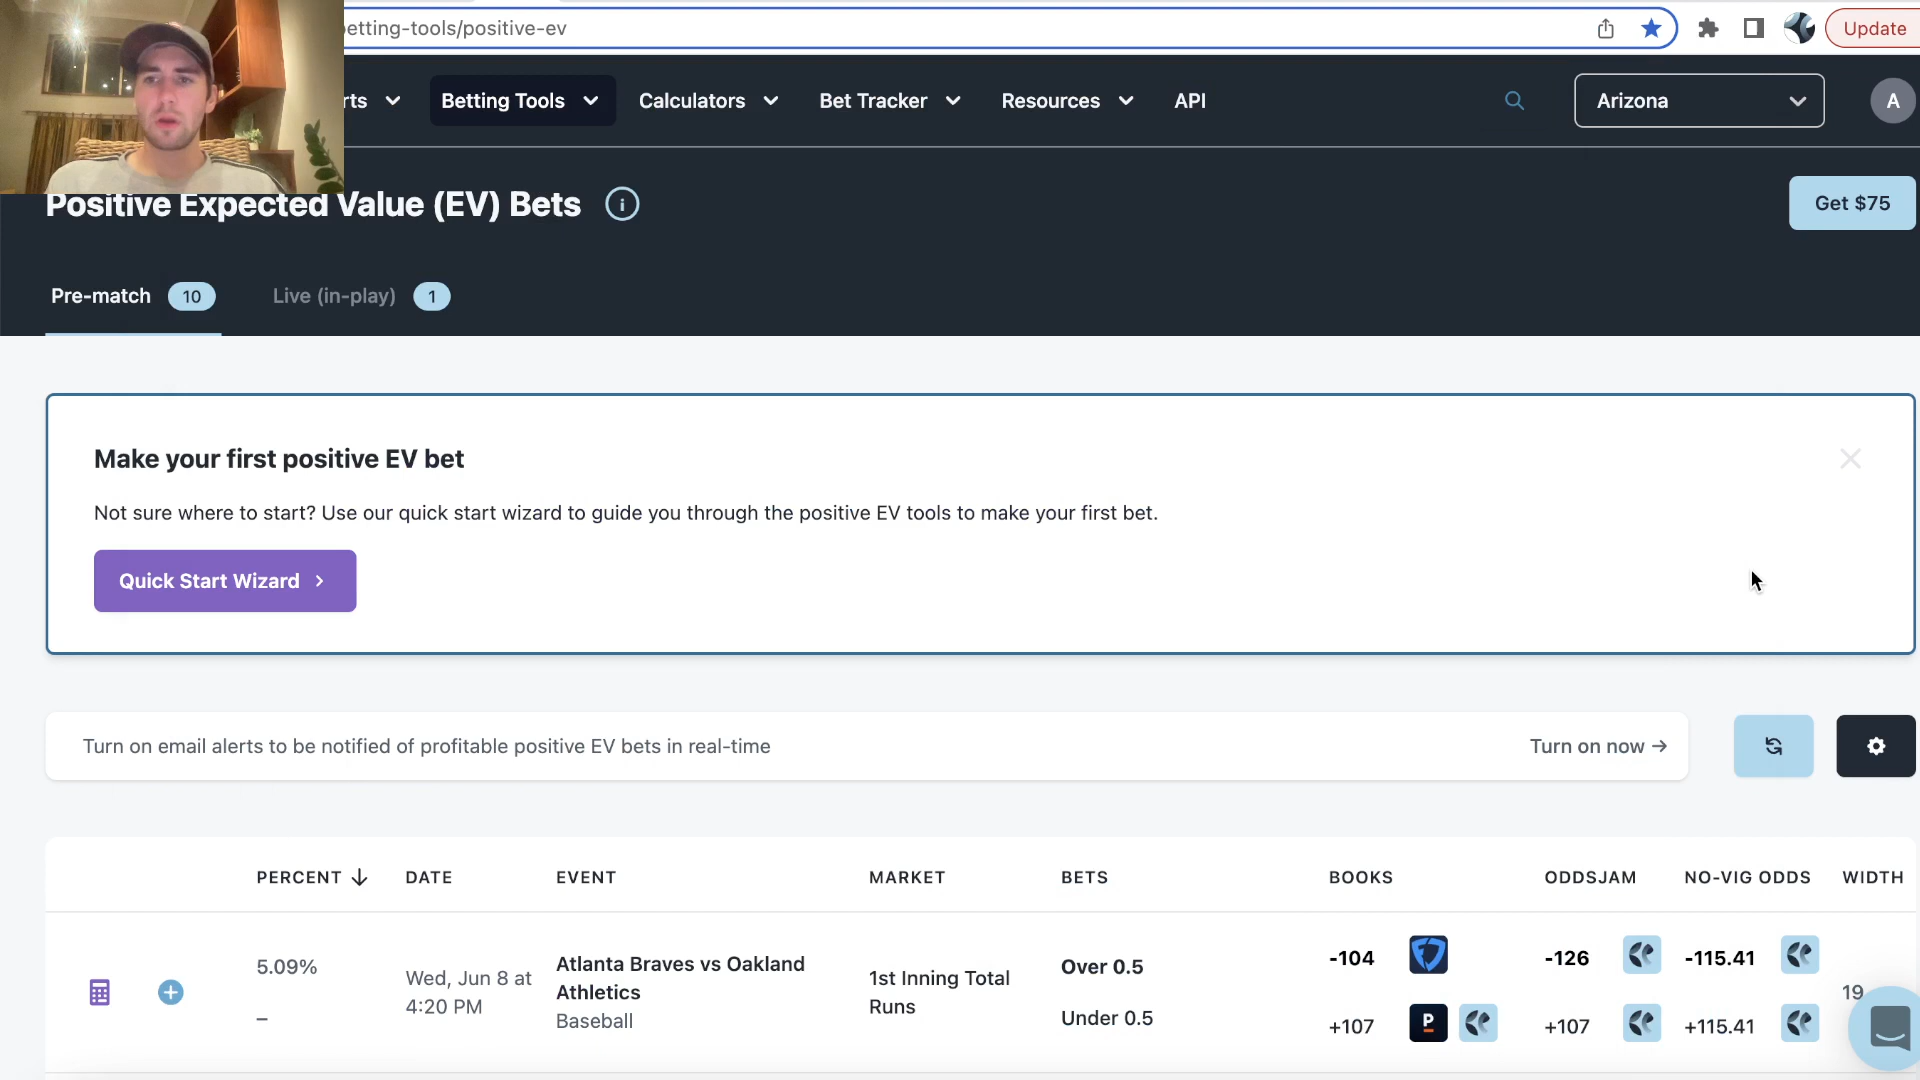 etting-tools/positive-ev
Update
rts
Betting Tools
Calculators
Bet Tracker
Resources
API
Arizona
A
Positive Expected Value (EV) Bets
Get $75
Pre-match 10
Live (in-play) 1
Make your first positive EV bet
Not sure where to start? Use our quick start wizard to guide you through the positive EV tools to make your first bet.
Quick Start Wizard
Turn on email alerts to be notified of profitable positive EV bets in real-time
Turn on now →
PERCENT DATE EVENT MARKET BETS BOOKS ODDSJAM NO-VIG ODDS WIDTH
5.09%
–
Wed, Jun 8 at
4:20 PM
Atlanta Braves vs Oakland
Athletics
Baseball
1st Inning Total
Runs
Over 0.5
Under 0.5
-104
+107 P
-126
+107
-115.41
+115.41
19